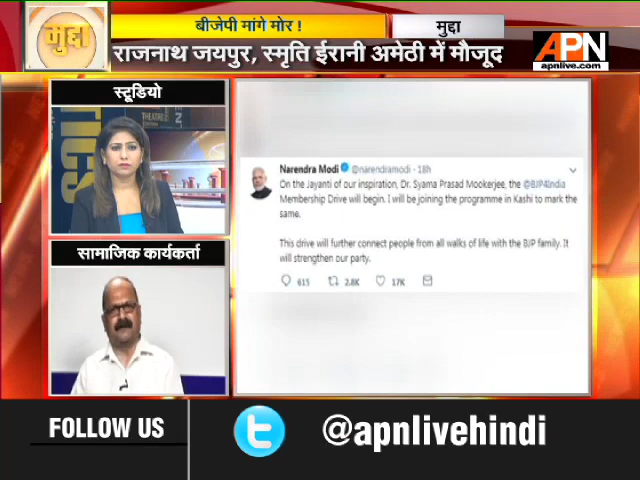 मुद्दा
बीजेपी मांगे मोर !
मुद्दा
राजनाथ जयपुर, स्मृति ईरानी अमेठी में मौजूद
APN
apnlive.com
स्टूडियो
Narendra Modi @narendramodi · 18h
On the Jayanti of our inspiration, Dr. Syama Prasad Mookerjee, the @BJP4India
Membership Drive will begin. I will be joining the programme in Kashi to mark the
same.
This drive will further connect people from all walks of life with the BJP family. It
will strengthen our party.
615 2.8K 17K
सामाजिक कार्यकर्ता
FOLLOW US
@apnlivehindi